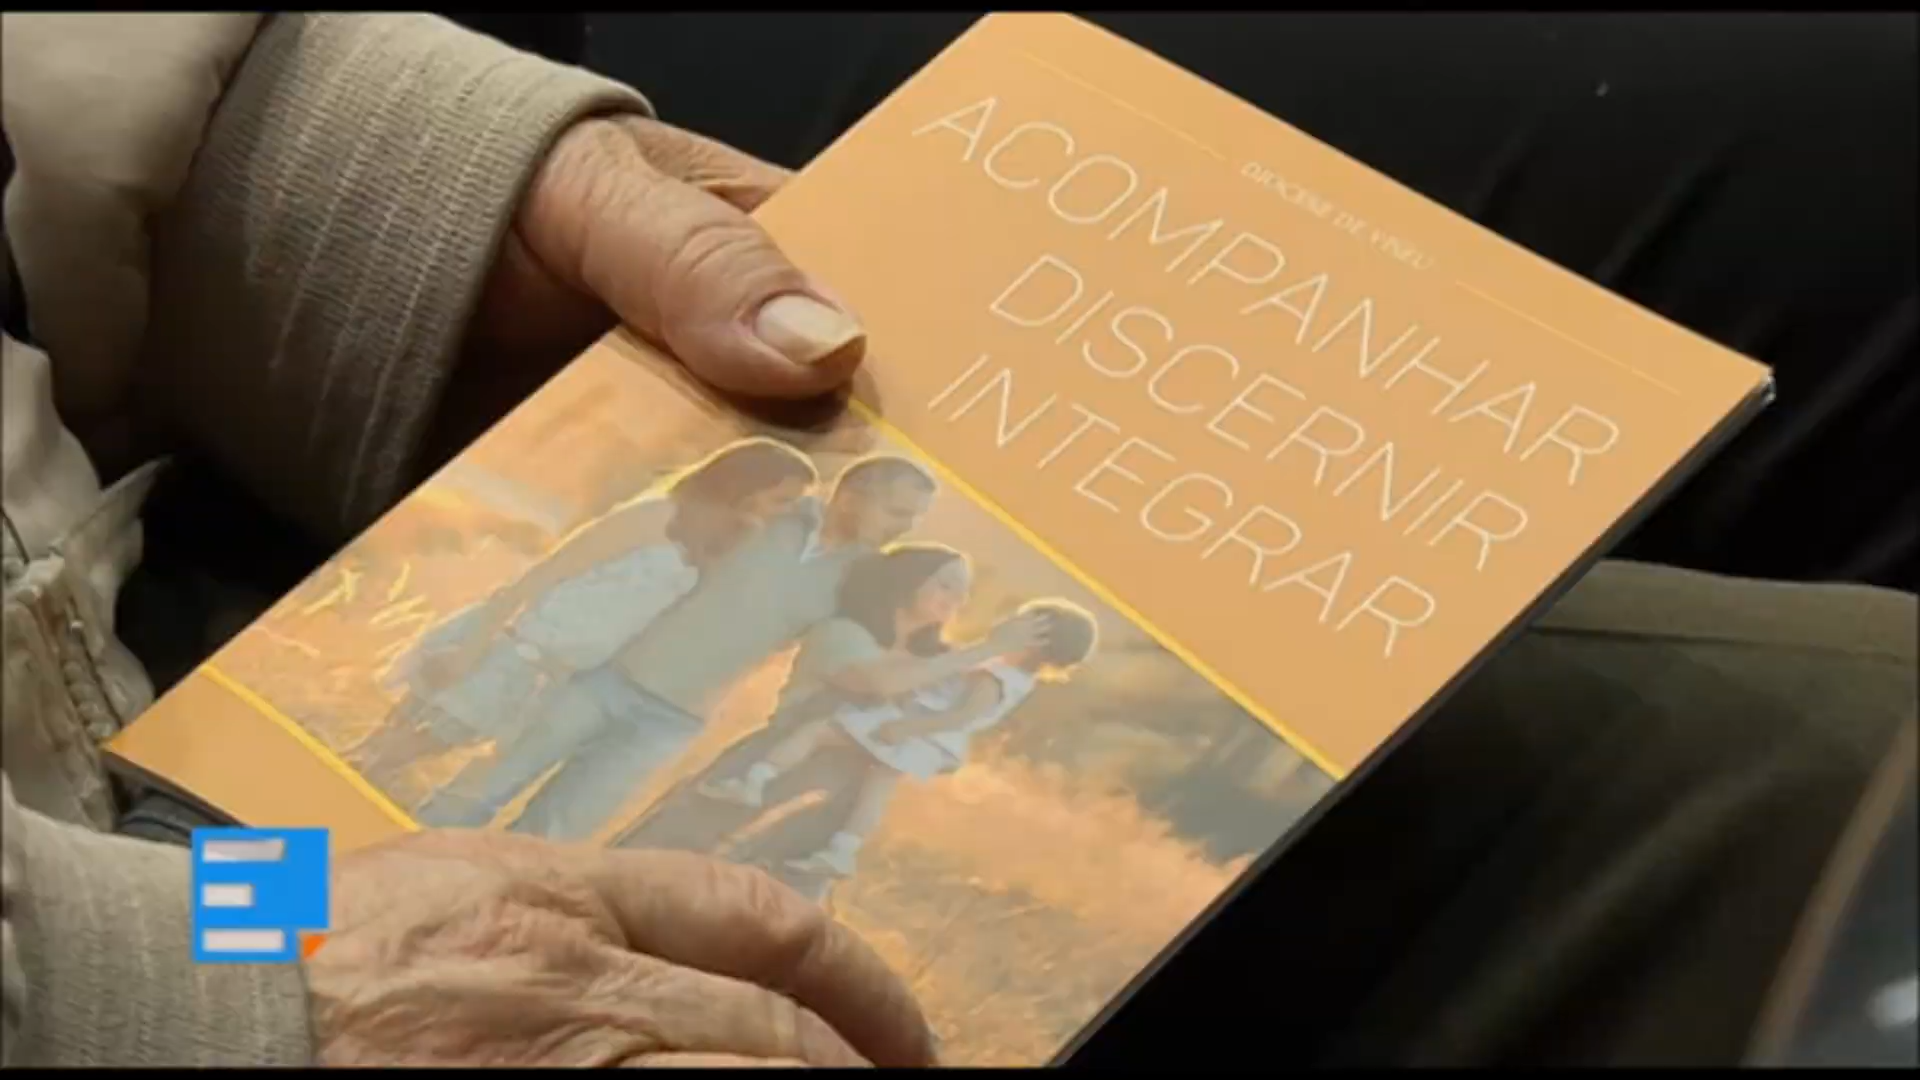 DIOCESE DE VISEU
ACOMPANHAR
DISCERNIR
INTEGRAR
E